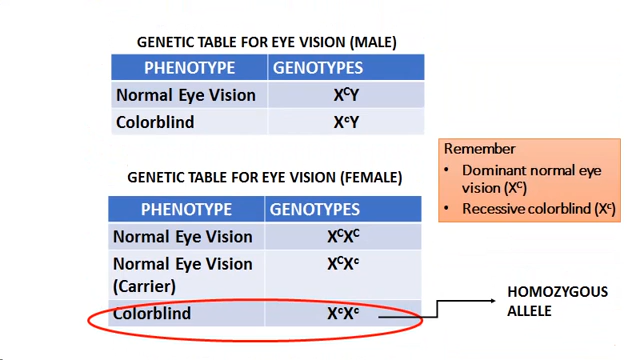 GENETIC TABLE FOR EYE VISION (MALE)
PHENOTYPE GENOTYPES
Normal Eye Vision XᶜY
Colorblind XᶜY
Remember
• Dominant normal eye
vision (Xᶜ)
• Recessive colorblind (Xᶜ)
GENETIC TABLE FOR EYE VISION (FEMALE)
PHENOTYPE GENOTYPES
Normal Eye Vision XᶜXᶜ
Normal Eye Vision XᶜXᶜ
(Carrier)
Colorblind XᶜXᶜ
HOMOZYGOUS
ALLELE